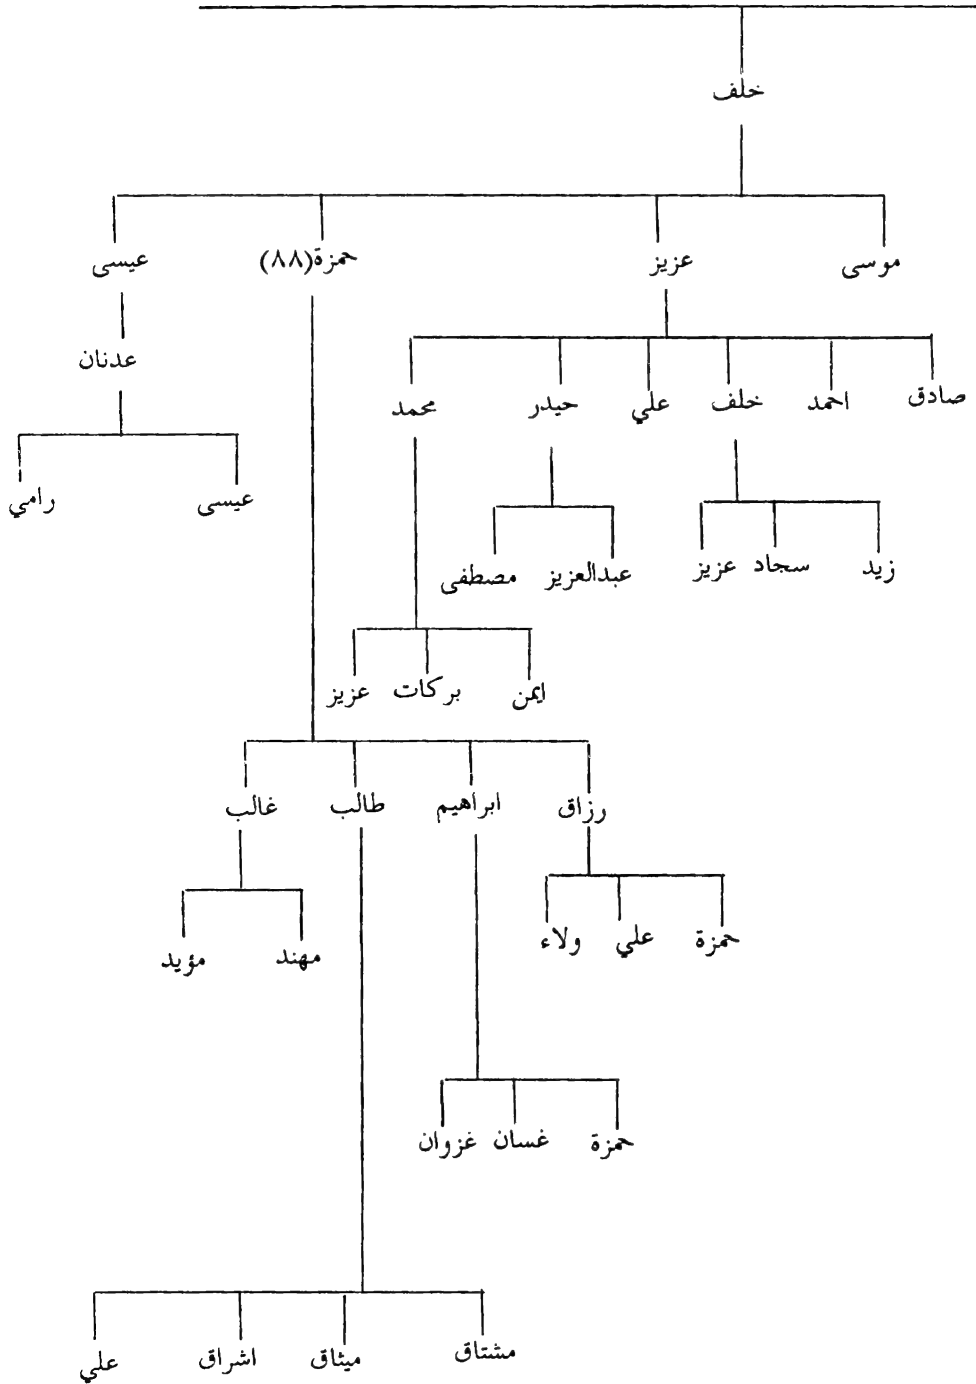 خلف
موسى عزيز حمزة(٨٨) عيسى
عدنان
صادق احمد خلف علي حيدر محمد
عيسى رامي
زيد سجاد عزيز عبدالعزيز مصطفى
ايمن بركات عزيز
رزاق ابراهيم طالب غالب
حمزة علي ولاء
مهند مؤيد
حمزة غسان غزوان
مشتاق ميثاق اشراق علي